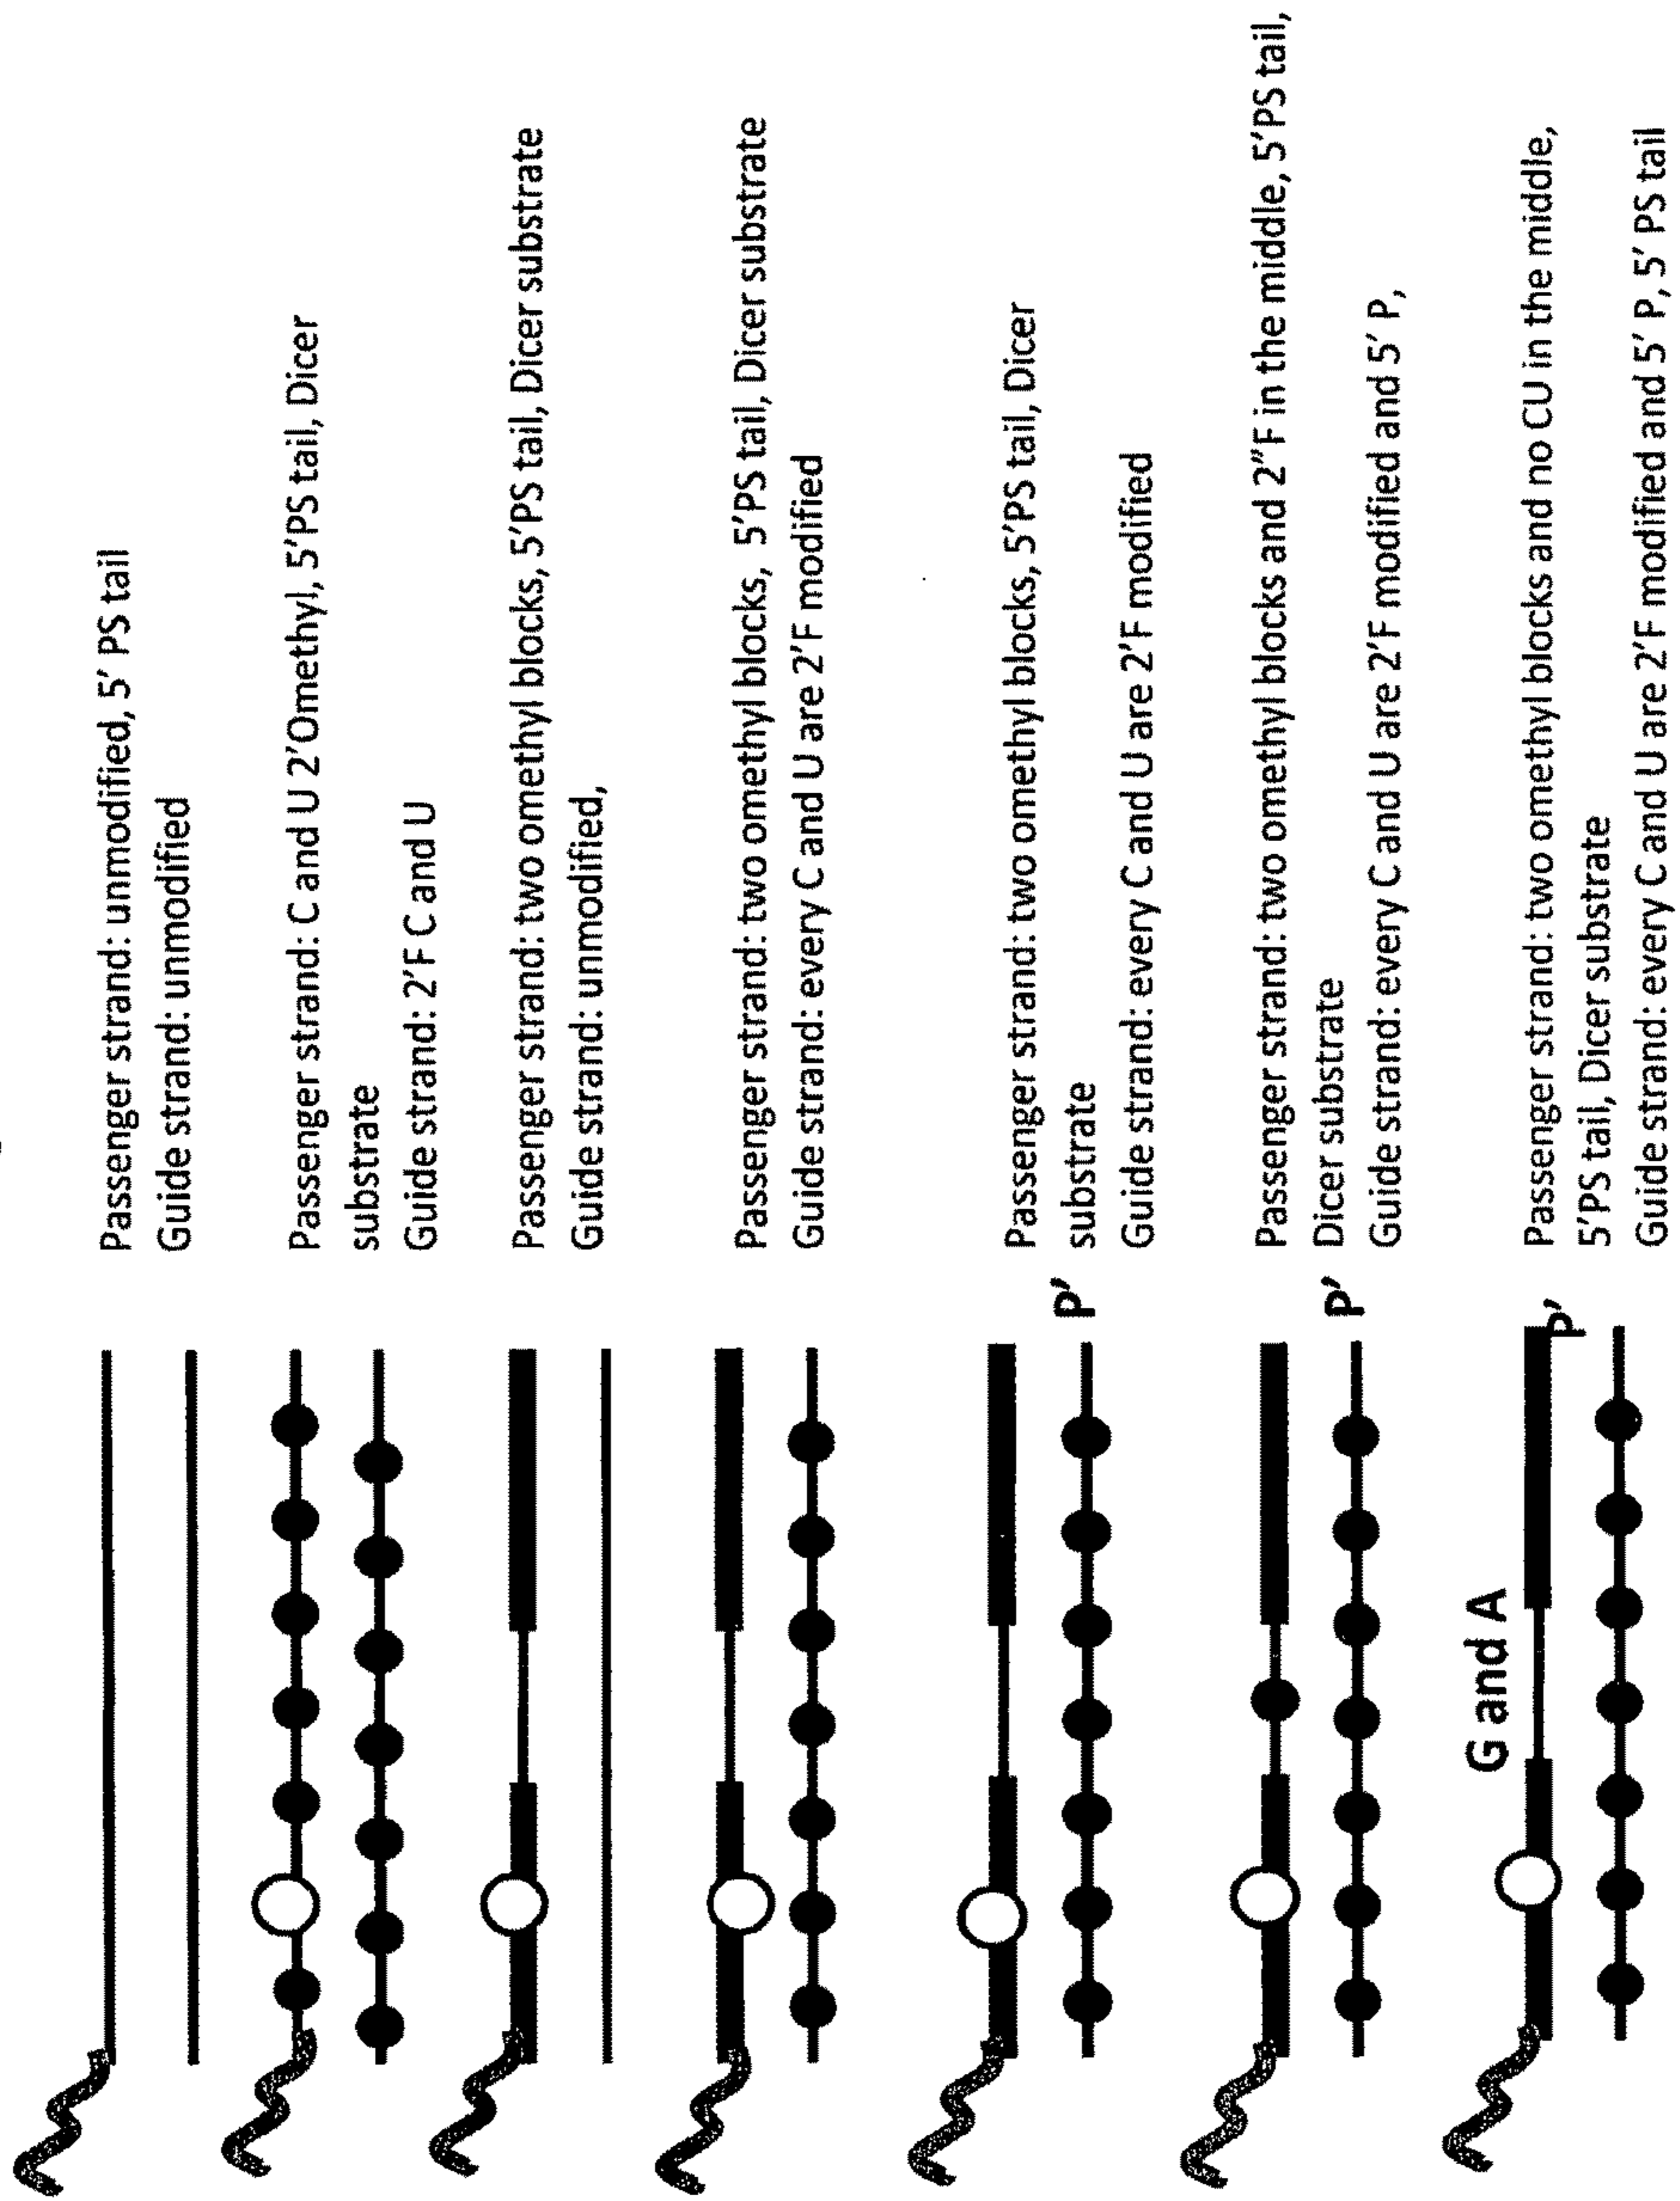 Passenger strand: unmodified, 5' PS tail
Guide strand: unmodified
Passenger strand: C and U 2'Omethyl, 5'PS tail, Dicer
substrate
Guide strand: 2'F C and U
Passenger strand: two omethyl blocks, 5'PS tail, Dicer substrate
Guide strand: unmodified,
Passenger strand: two omethyl blocks, 5'PS tail, Dicer substrate
Guide strand: every C and U are 2'F modified
Passenger strand: two omethyl blocks, 5'PS tail, Dicer
substrate
P'
Guide strand: every C and U are 2'F modified
Passenger strand: two omethyl blocks and 2"F in the middle, 5'PS tail,
Dicer substrate
P'
Guide strand: every C and U are 2'F modified and 5' P,
G and A
Passenger strand: two omethyl blocks and no CU in the middle,
P'
5'PS tail, Dicer substrate
Guide strand: every C and U are 2'F modified and 5' P, 5' PS tail